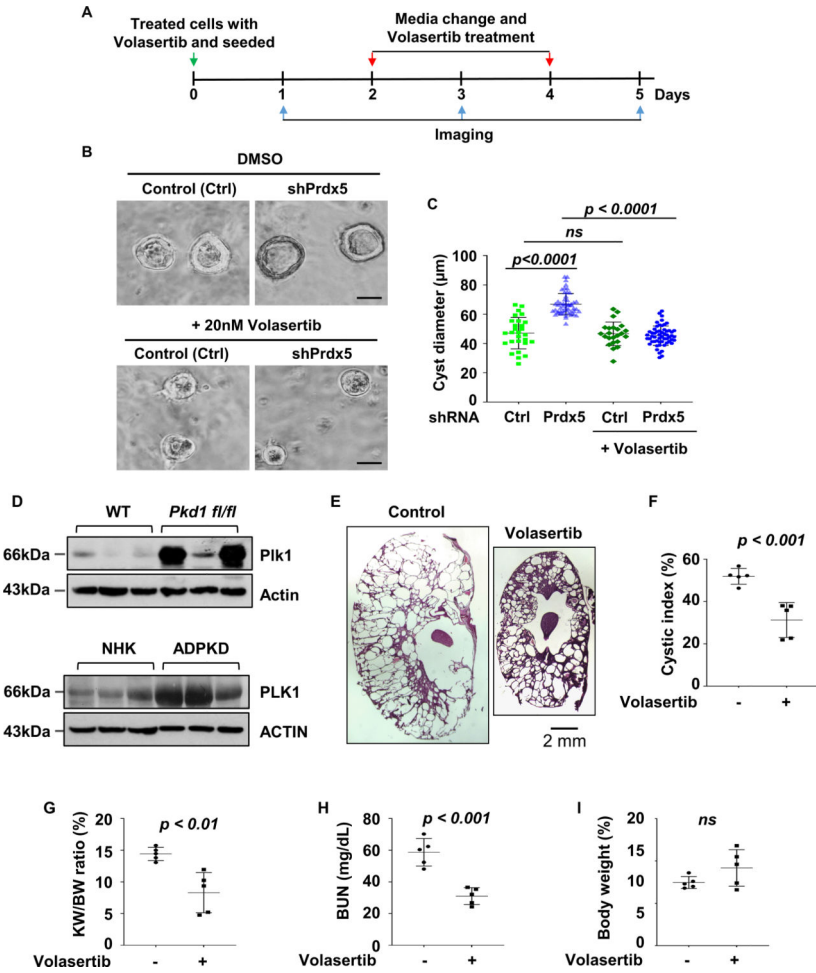 A
Treated cells with
Volasertib and seeded
Media change and
Volasertib treatment
0 1 2 3 4 5 Days
Imaging
B
DMSO
Control (Ctrl) shPrdx5
+ 20nM Volasertib
Control (Ctrl) shPrdx5
C
p < 0.0001
ns
p<0.0001
Cyst diameter (µm)
100
80
60
40
20
0
shRNA Ctrl Prdx5 Ctrl Prdx5
+ Volasertib
D
WT Pkd1 fl/fl
66kDa Plk1
43kDa Actin
NHK ADPKD
66kDa PLK1
43kDa ACTIN
E
Control
Volasertib
2 mm
F
p < 0.001
Cystic index (%)
60
40
20
0
Volasertib - +
G
p < 0.01
KW/BW ratio (%)
20
15
10
5
0
Volasertib - +
H
p < 0.001
BUN (mg/dL)
80
60
40
20
0
Volasertib - +
I
ns
Body weight (%)
20
15
10
5
0
Volasertib - +